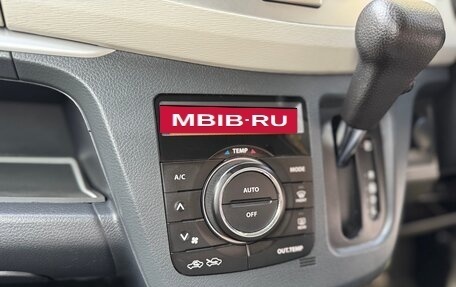 MBIB-RU
TEMP
A/C
MODE
AUTO
OFF
OUT.TEMP